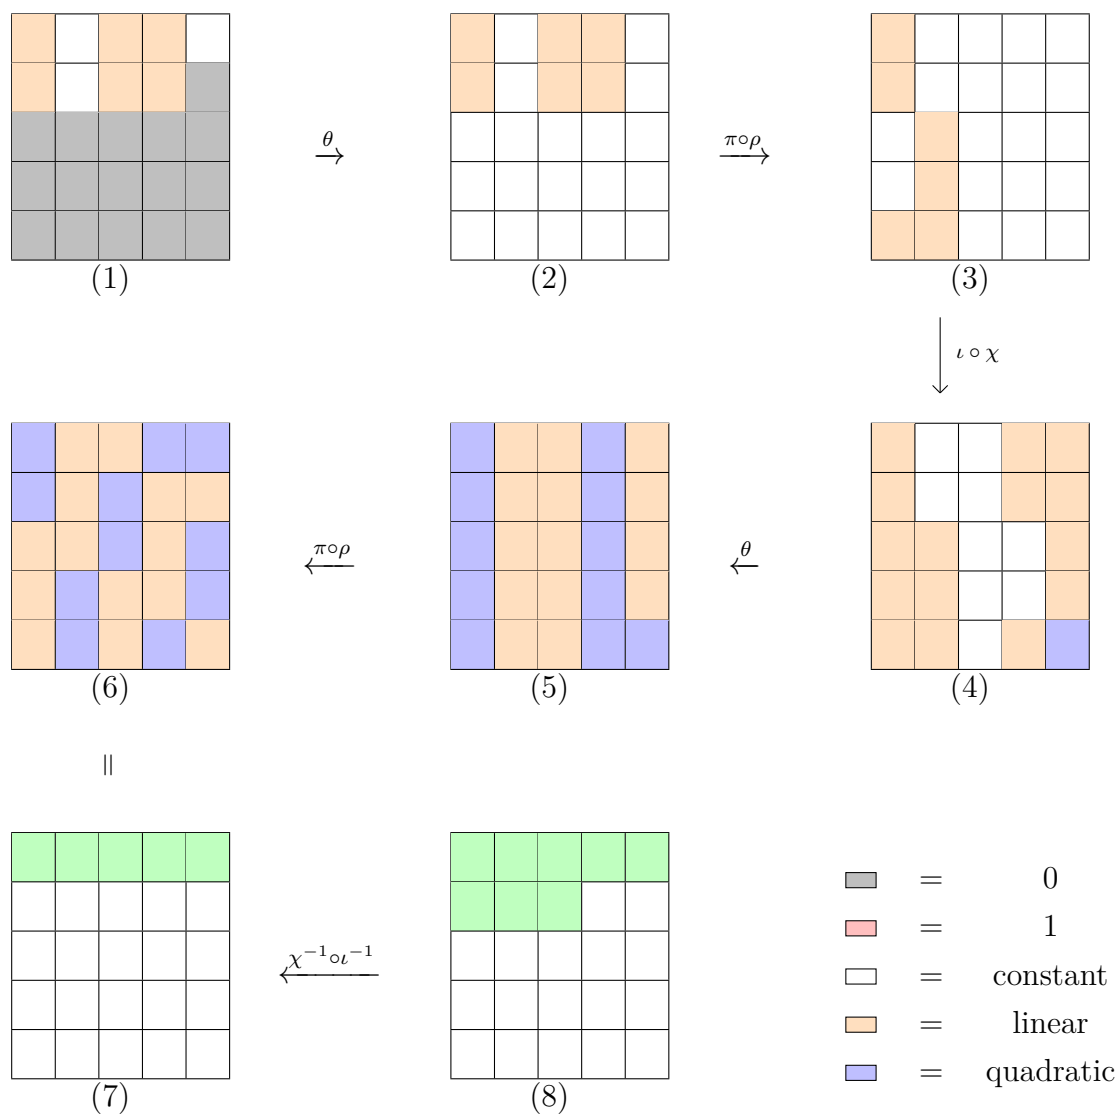 θ
π∘ρ
(1)
(2)
(3)
ι ∘ χ
π∘ρ
θ
(6)
(5)
(4)
=
χ⁻¹∘ι⁻¹
(7)
(8)
= 0
= 1
= constant
= linear
= quadratic